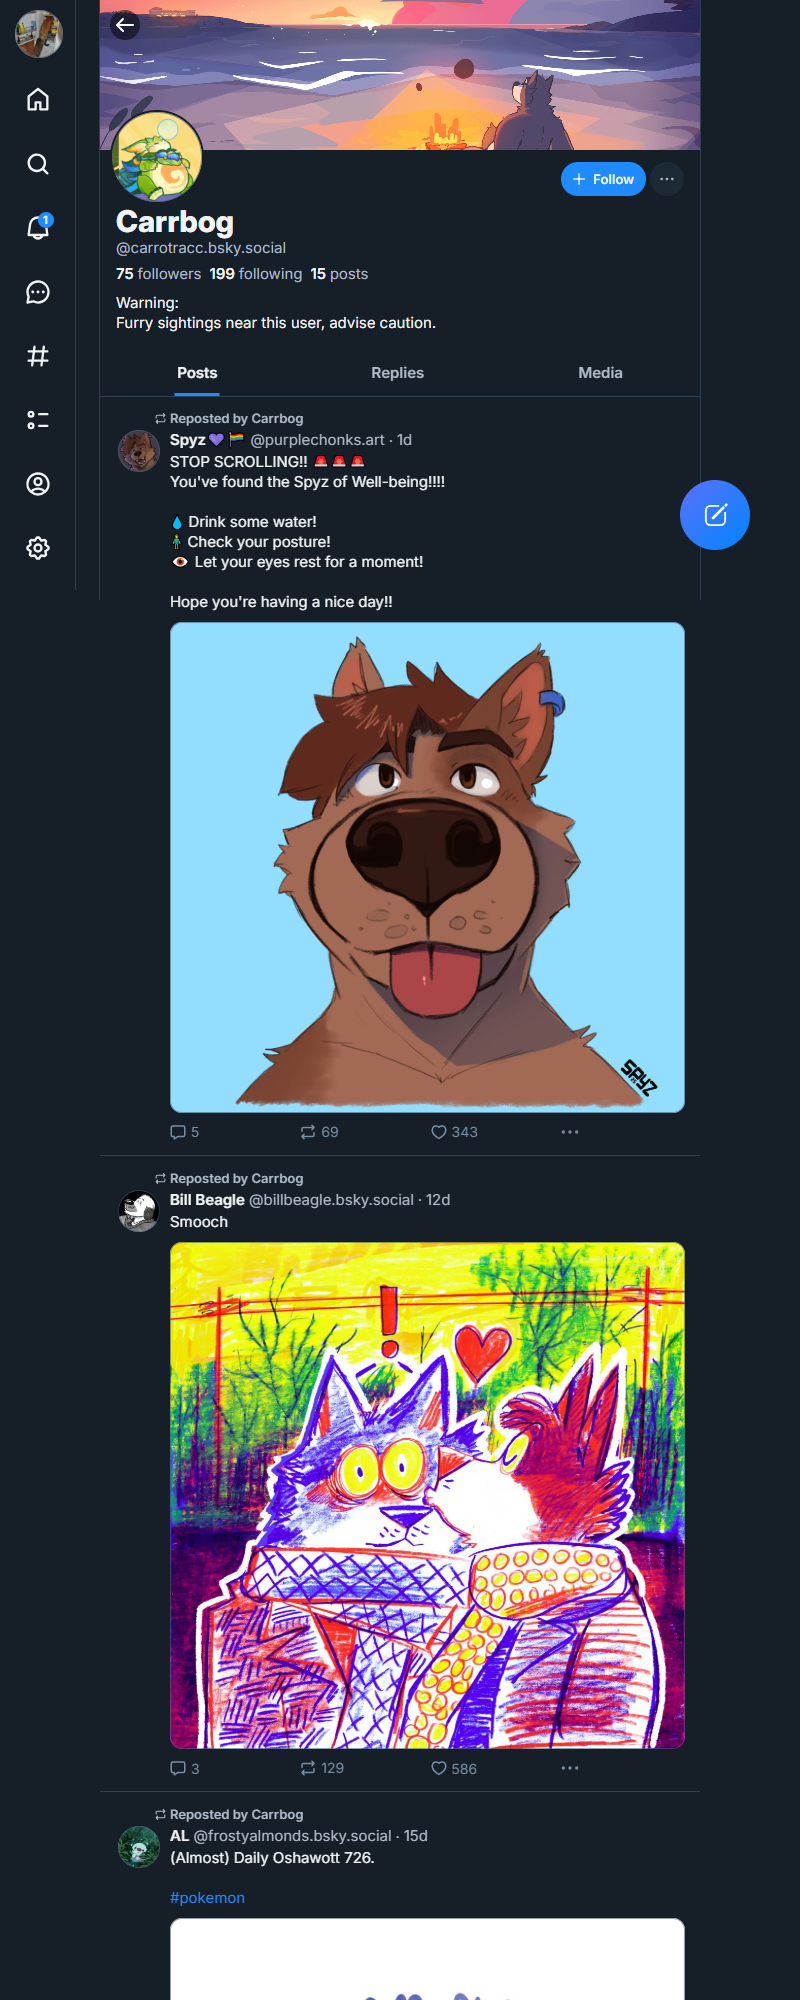 1
Follow
Carrbog
@carrotracc.bsky.social
75 followers 199 following 15 posts
Warning:
Furry sightings near this user, advise caution.
Posts Replies Media
Reposted by Carrbog
Spyz 💜 🏳️‍🌈 @purplechonks.art · 1d
STOP SCROLLING!! 🚨 🚨 🚨
You've found the Spyz of Well-being!!!!
💧 Drink some water!
🧍 Check your posture!
👁️ Let your eyes rest for a moment!
Hope you're having a nice day!!
SPYZ
5 69 343
Reposted by Carrbog
Bill Beagle @billbeagle.bsky.social · 12d
Smooch
!
3 129 586
Reposted by Carrbog
AL @frostyalmonds.bsky.social · 15d
(Almost) Daily Oshawott 726.
#pokemon